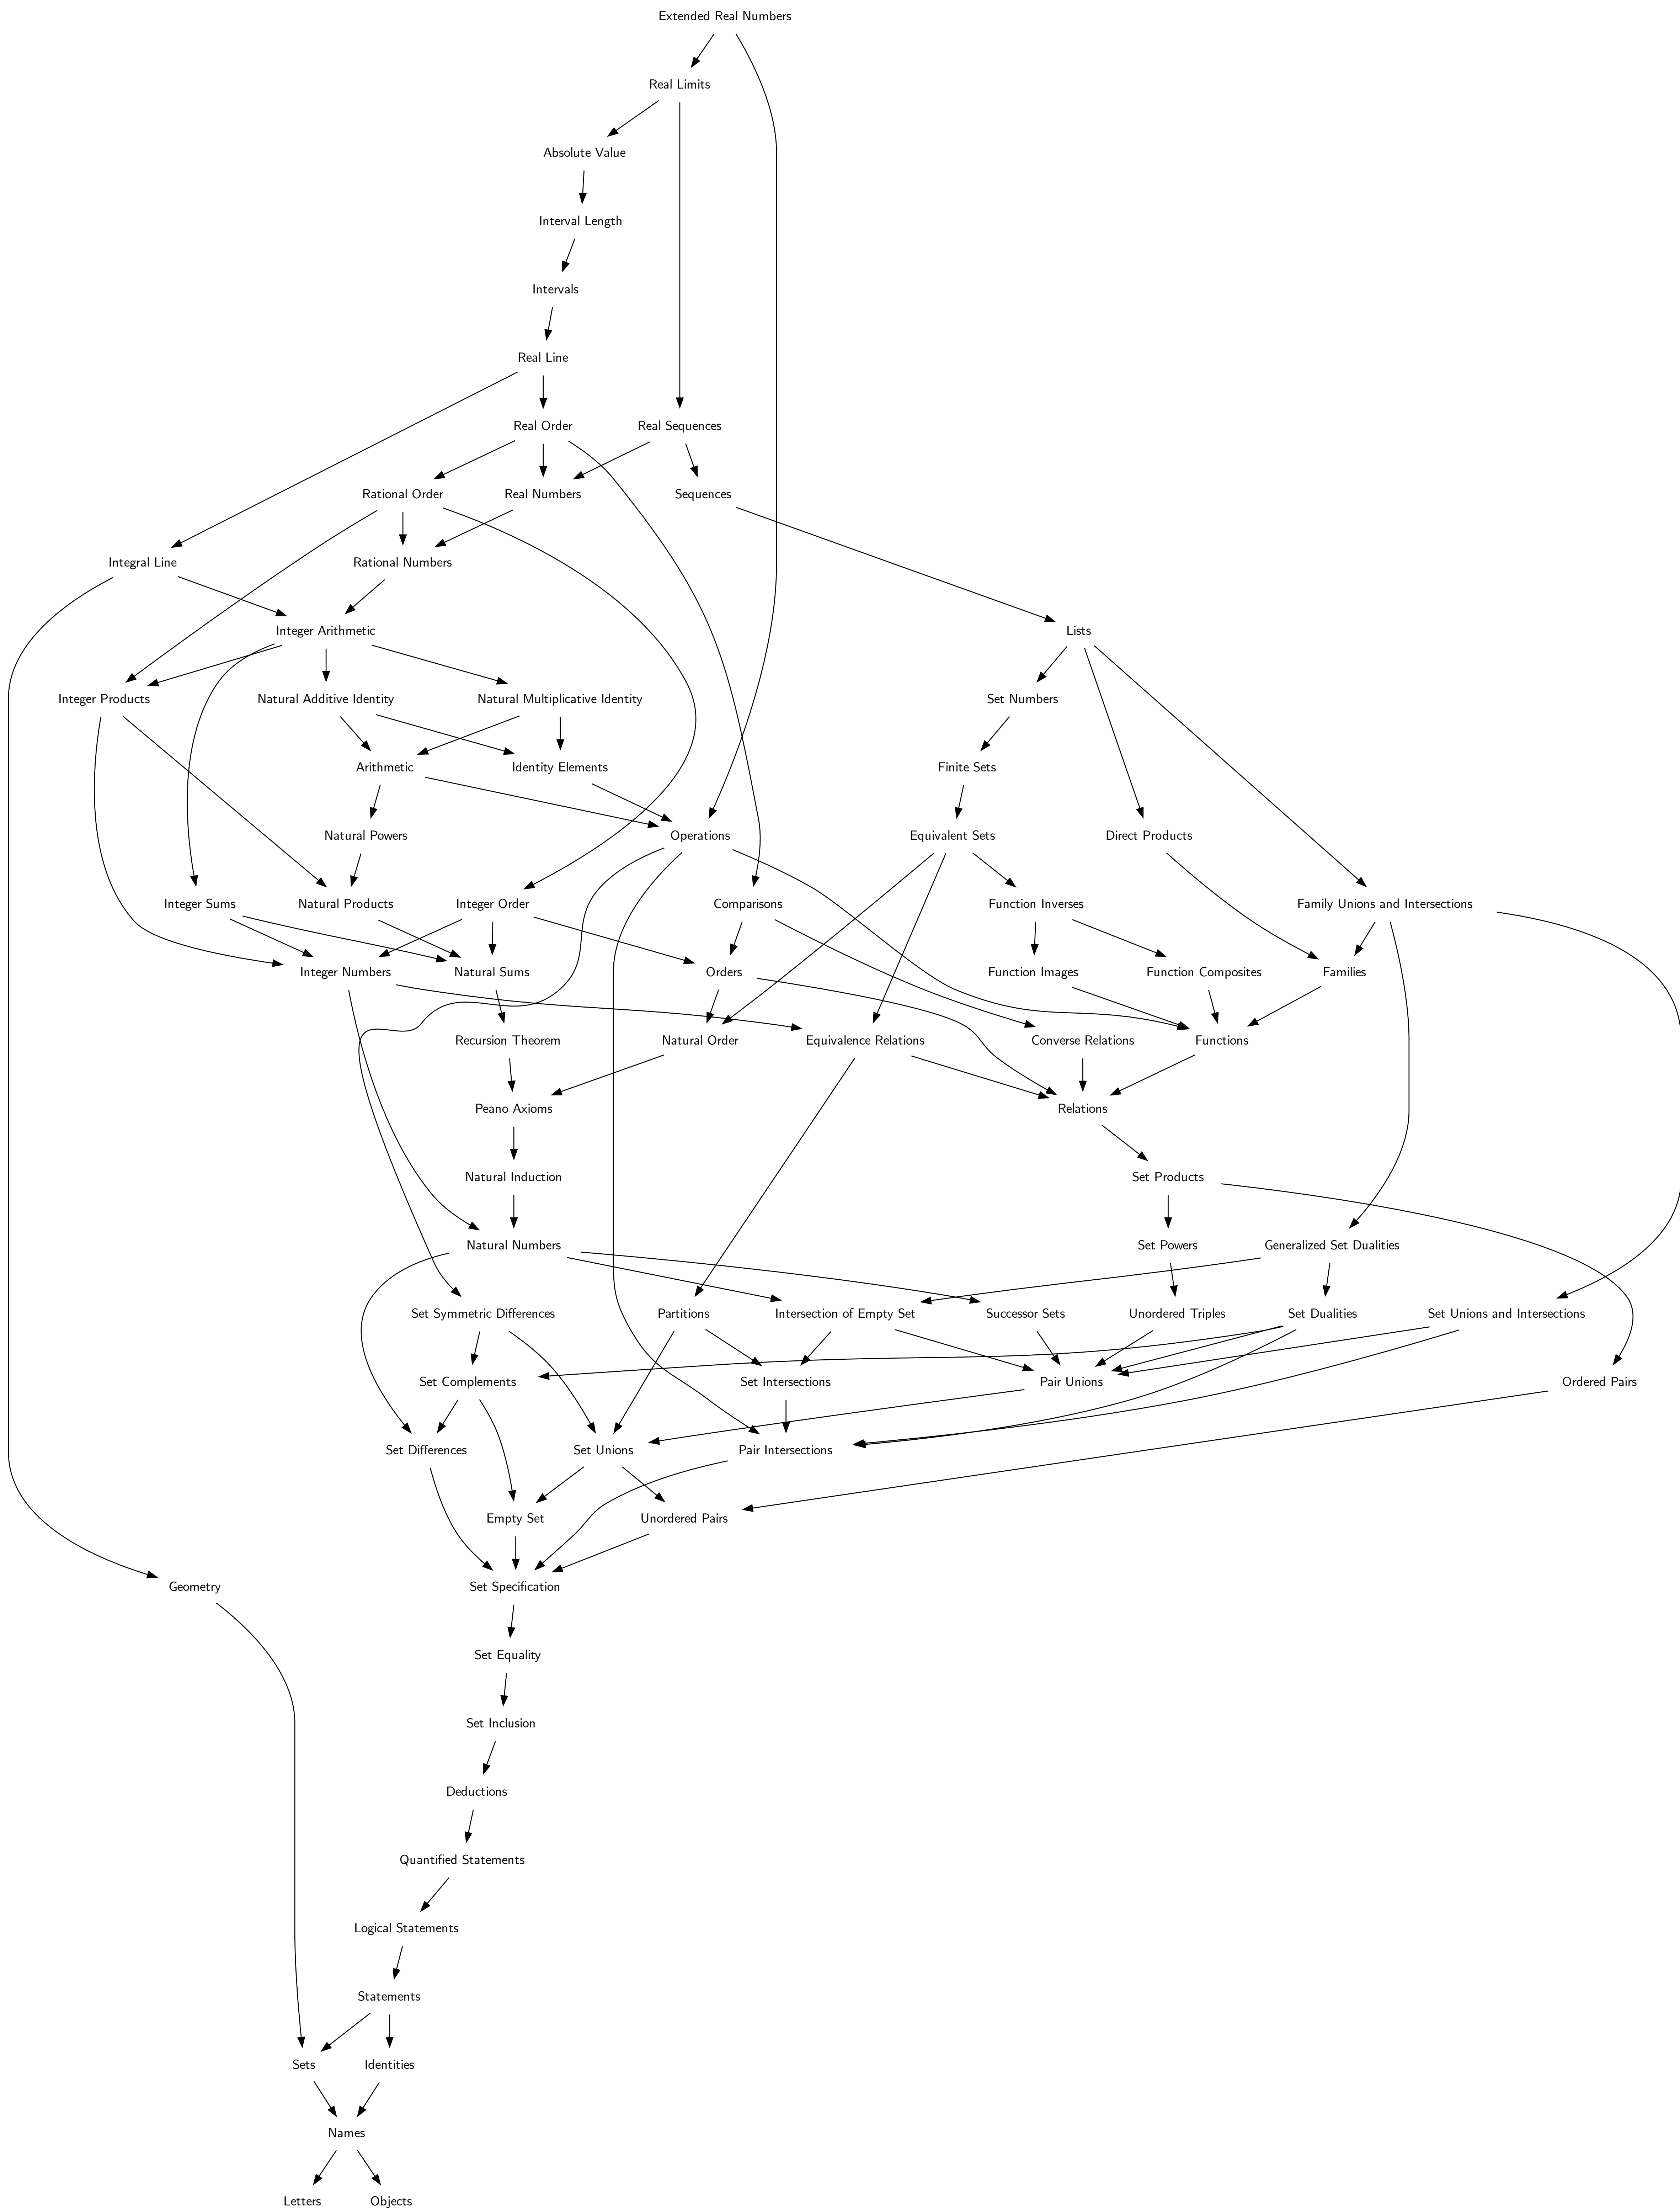 Extended Real Numbers
Real Limits
Absolute Value
Interval Length
Intervals
Real Line
Real Order
Real Sequences
Rational Order
Real Numbers
Sequences
Integral Line
Rational Numbers
Integer Arithmetic
Lists
Integer Products
Natural Additive Identity
Natural Multiplicative Identity
Set Numbers
Arithmetic
Identity Elements
Finite Sets
Natural Powers
Operations
Equivalent Sets
Direct Products
Integer Sums
Natural Products
Integer Order
Comparisons
Function Inverses
Family Unions and Intersections
Integer Numbers
Natural Sums
Orders
Function Images
Function Composites
Families
Recursion Theorem
Natural Order
Equivalence Relations
Converse Relations
Functions
Peano Axioms
Relations
Natural Induction
Set Products
Natural Numbers
Set Powers
Generalized Set Dualities
Set Symmetric Differences
Partitions
Intersection of Empty Set
Successor Sets
Unordered Triples
Set Dualities
Set Unions and Intersections
Set Complements
Set Intersections
Pair Unions
Ordered Pairs
Set Differences
Set Unions
Pair Intersections
Empty Set
Unordered Pairs
Geometry
Set Specification
Set Equality
Set Inclusion
Deductions
Quantified Statements
Logical Statements
Statements
Sets
Identities
Names
Letters
Objects